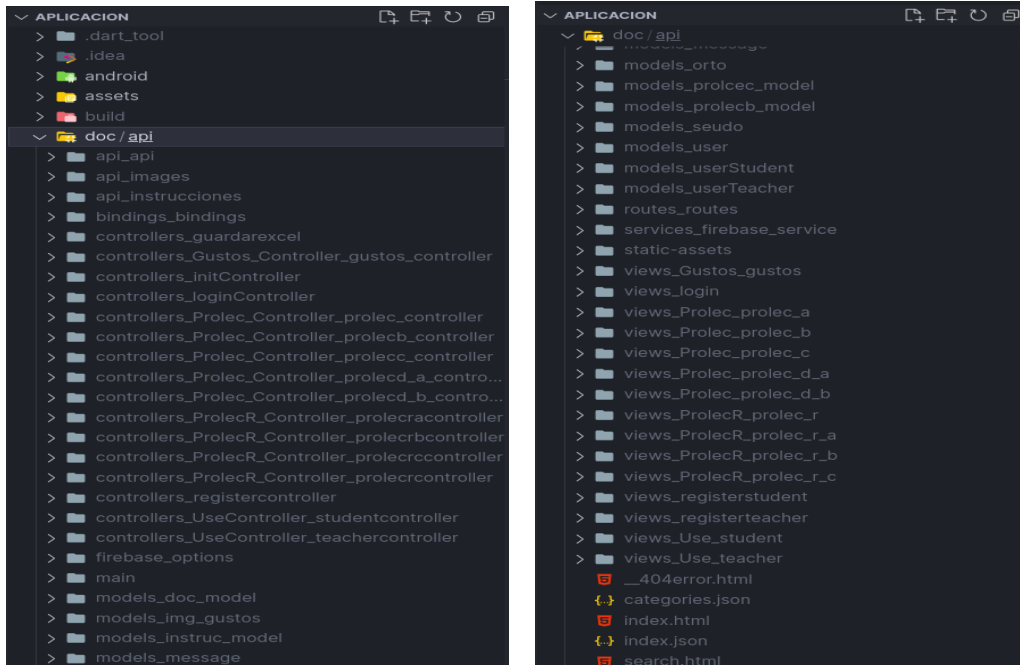 APLICACION
.dart_tool
.idea
android
assets
build
doc / api
api_api
api_images
api_instrucciones
bindings_bindings
controllers_guardarexcel
controllers_Gustos_Controller_gustos_controller
controllers_initController
controllers_loginController
controllers_Prolec_Controller_prolec_controller
controllers_Prolec_Controller_prolecb_controller
controllers_Prolec_Controller_prolecc_controller
controllers_Prolec_Controller_prolecd_a_contro...
controllers_Prolec_Controller_prolecd_b_contro...
controllers_ProlecR_Controller_prolecracontroller
controllers_ProlecR_Controller_prolecrbcontroller
controllers_ProlecR_Controller_prolecrccontroller
controllers_ProlecR_Controller_prolecrcontroller
controllers_registercontroller
controllers_UseController_studentcontroller
controllers_UseController_teachercontroller
firebase_options
main
models_doc_model
models_img_gustos
models_instruc_model
models_message
APLICACION
doc / api
models_message
models_orto
models_prolcec_model
models_prolecb_model
models_seudo
models_user
models_userStudent
models_userTeacher
routes_routes
services_firebase_service
static-assets
views_Gustos_gustos
views_login
views_Prolec_prolec_a
views_Prolec_prolec_b
views_Prolec_prolec_c
views_Prolec_prolec_d_a
views_Prolec_prolec_d_b
views_ProlecR_prolec_r
views_ProlecR_prolec_r_a
views_ProlecR_prolec_r_b
views_ProlecR_prolec_r_c
views_registerstudent
views_registerteacher
views_Use_student
views_Use_teacher
__404error.html
categories.json
index.html
index.json
search.html